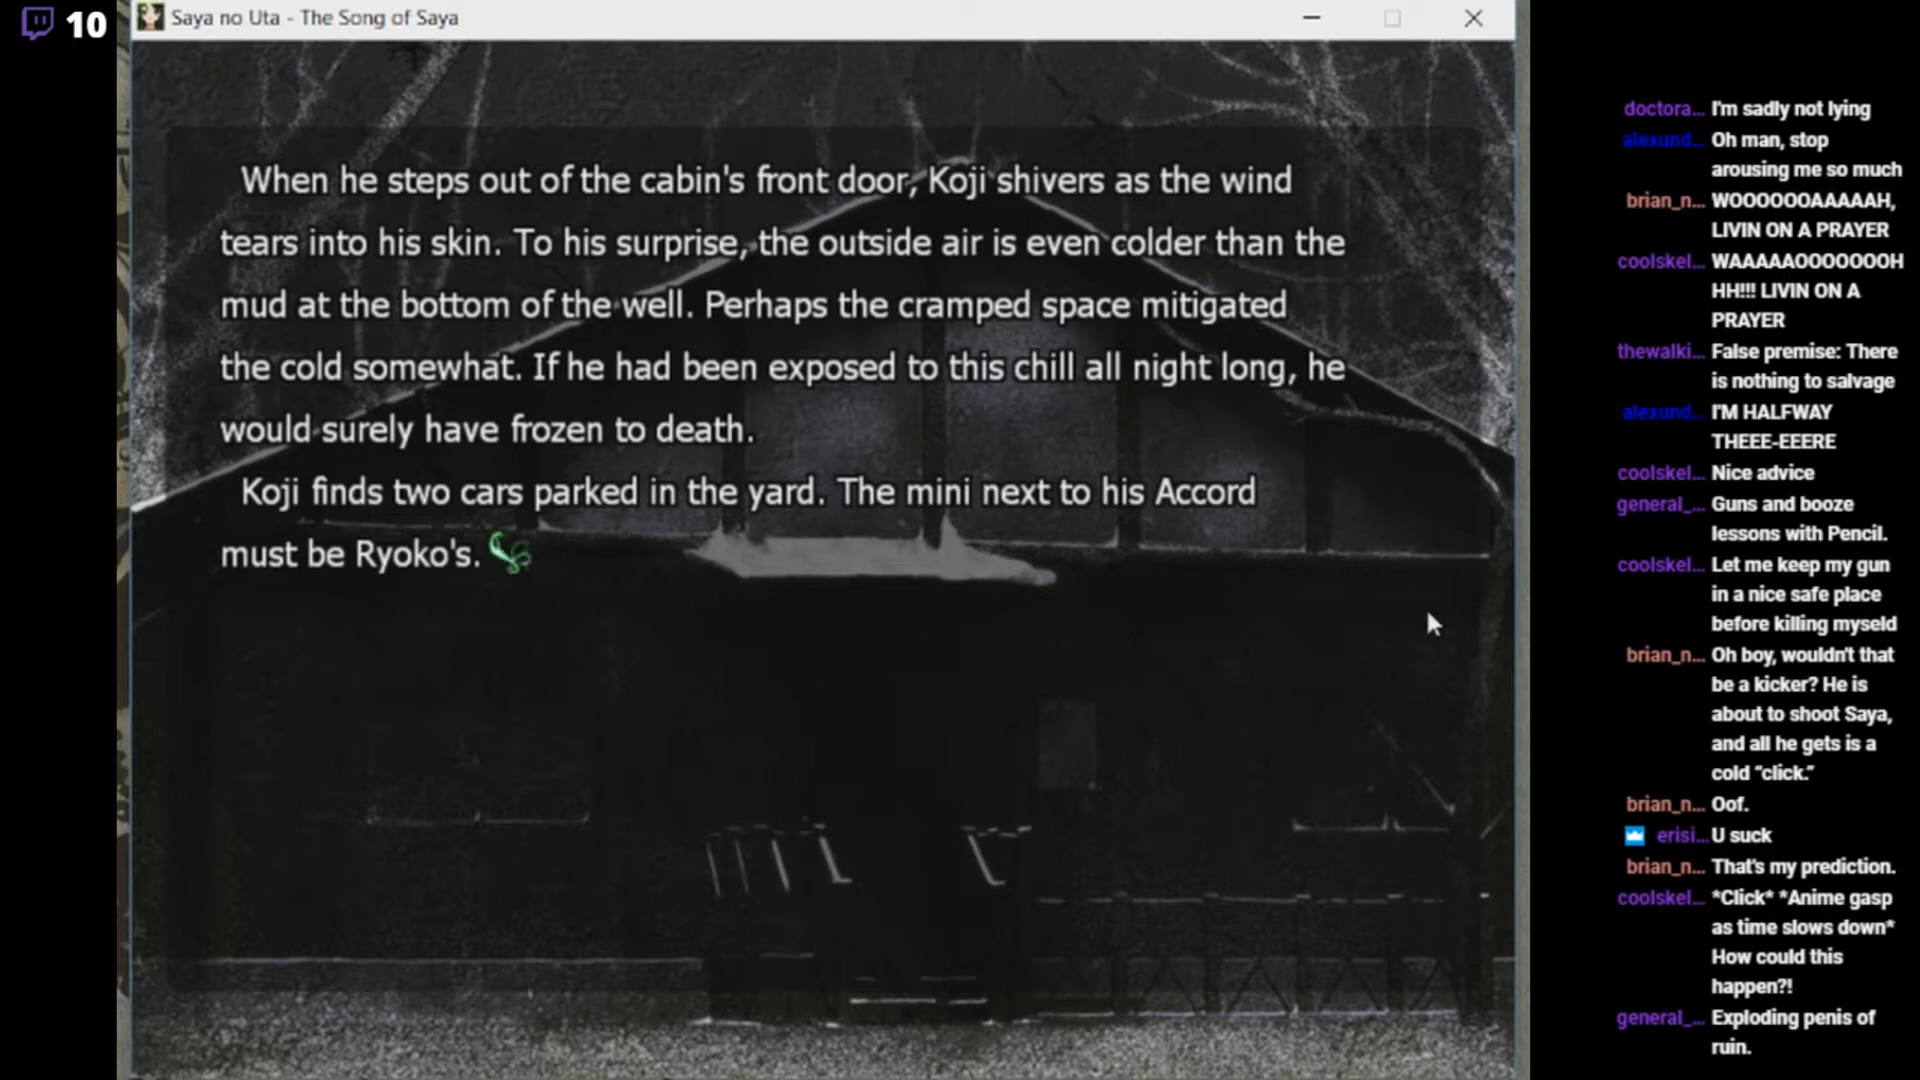 10
Saya no Uta - The Song of Saya
When he steps out of the cabin's front door, Koji shivers as the wind
tears into his skin. To his surprise, the outside air is even colder than the
mud at the bottom of the well. Perhaps the cramped space mitigated
the cold somewhat. If he had been exposed to this chill all night long, he
would surely have frozen to death.
Koji finds two cars parked in the yard. The mini next to his Accord
must be Ryoko's.
doctora... I'm sadly not lying
alexund... Oh man, stop
arousing me so much
brian_n... WOOOOOOAAAAAH,
LIVIN ON A PRAYER
coolskel... WAAAAAOOOOOOOH
HH!!! LIVIN ON A
PRAYER
thewalki... False premise: There
is nothing to salvage
alexund... I'M HALFWAY
THEEE-EEERE
coolskel... Nice advice
general_... Guns and booze
lessons with Pencil.
coolskel... Let me keep my gun
in a nice safe place
before killing myseld
brian_n... Oh boy, wouldn't that
be a kicker? He is
about to shoot Saya,
and all he gets is a
cold “click.”
brian_n... Oof.
erisi... U suck
brian_n... That's my prediction.
coolskel... *Click* *Anime gasp
as time slows down*
How could this
happen?!
general_... Exploding penis of
ruin.